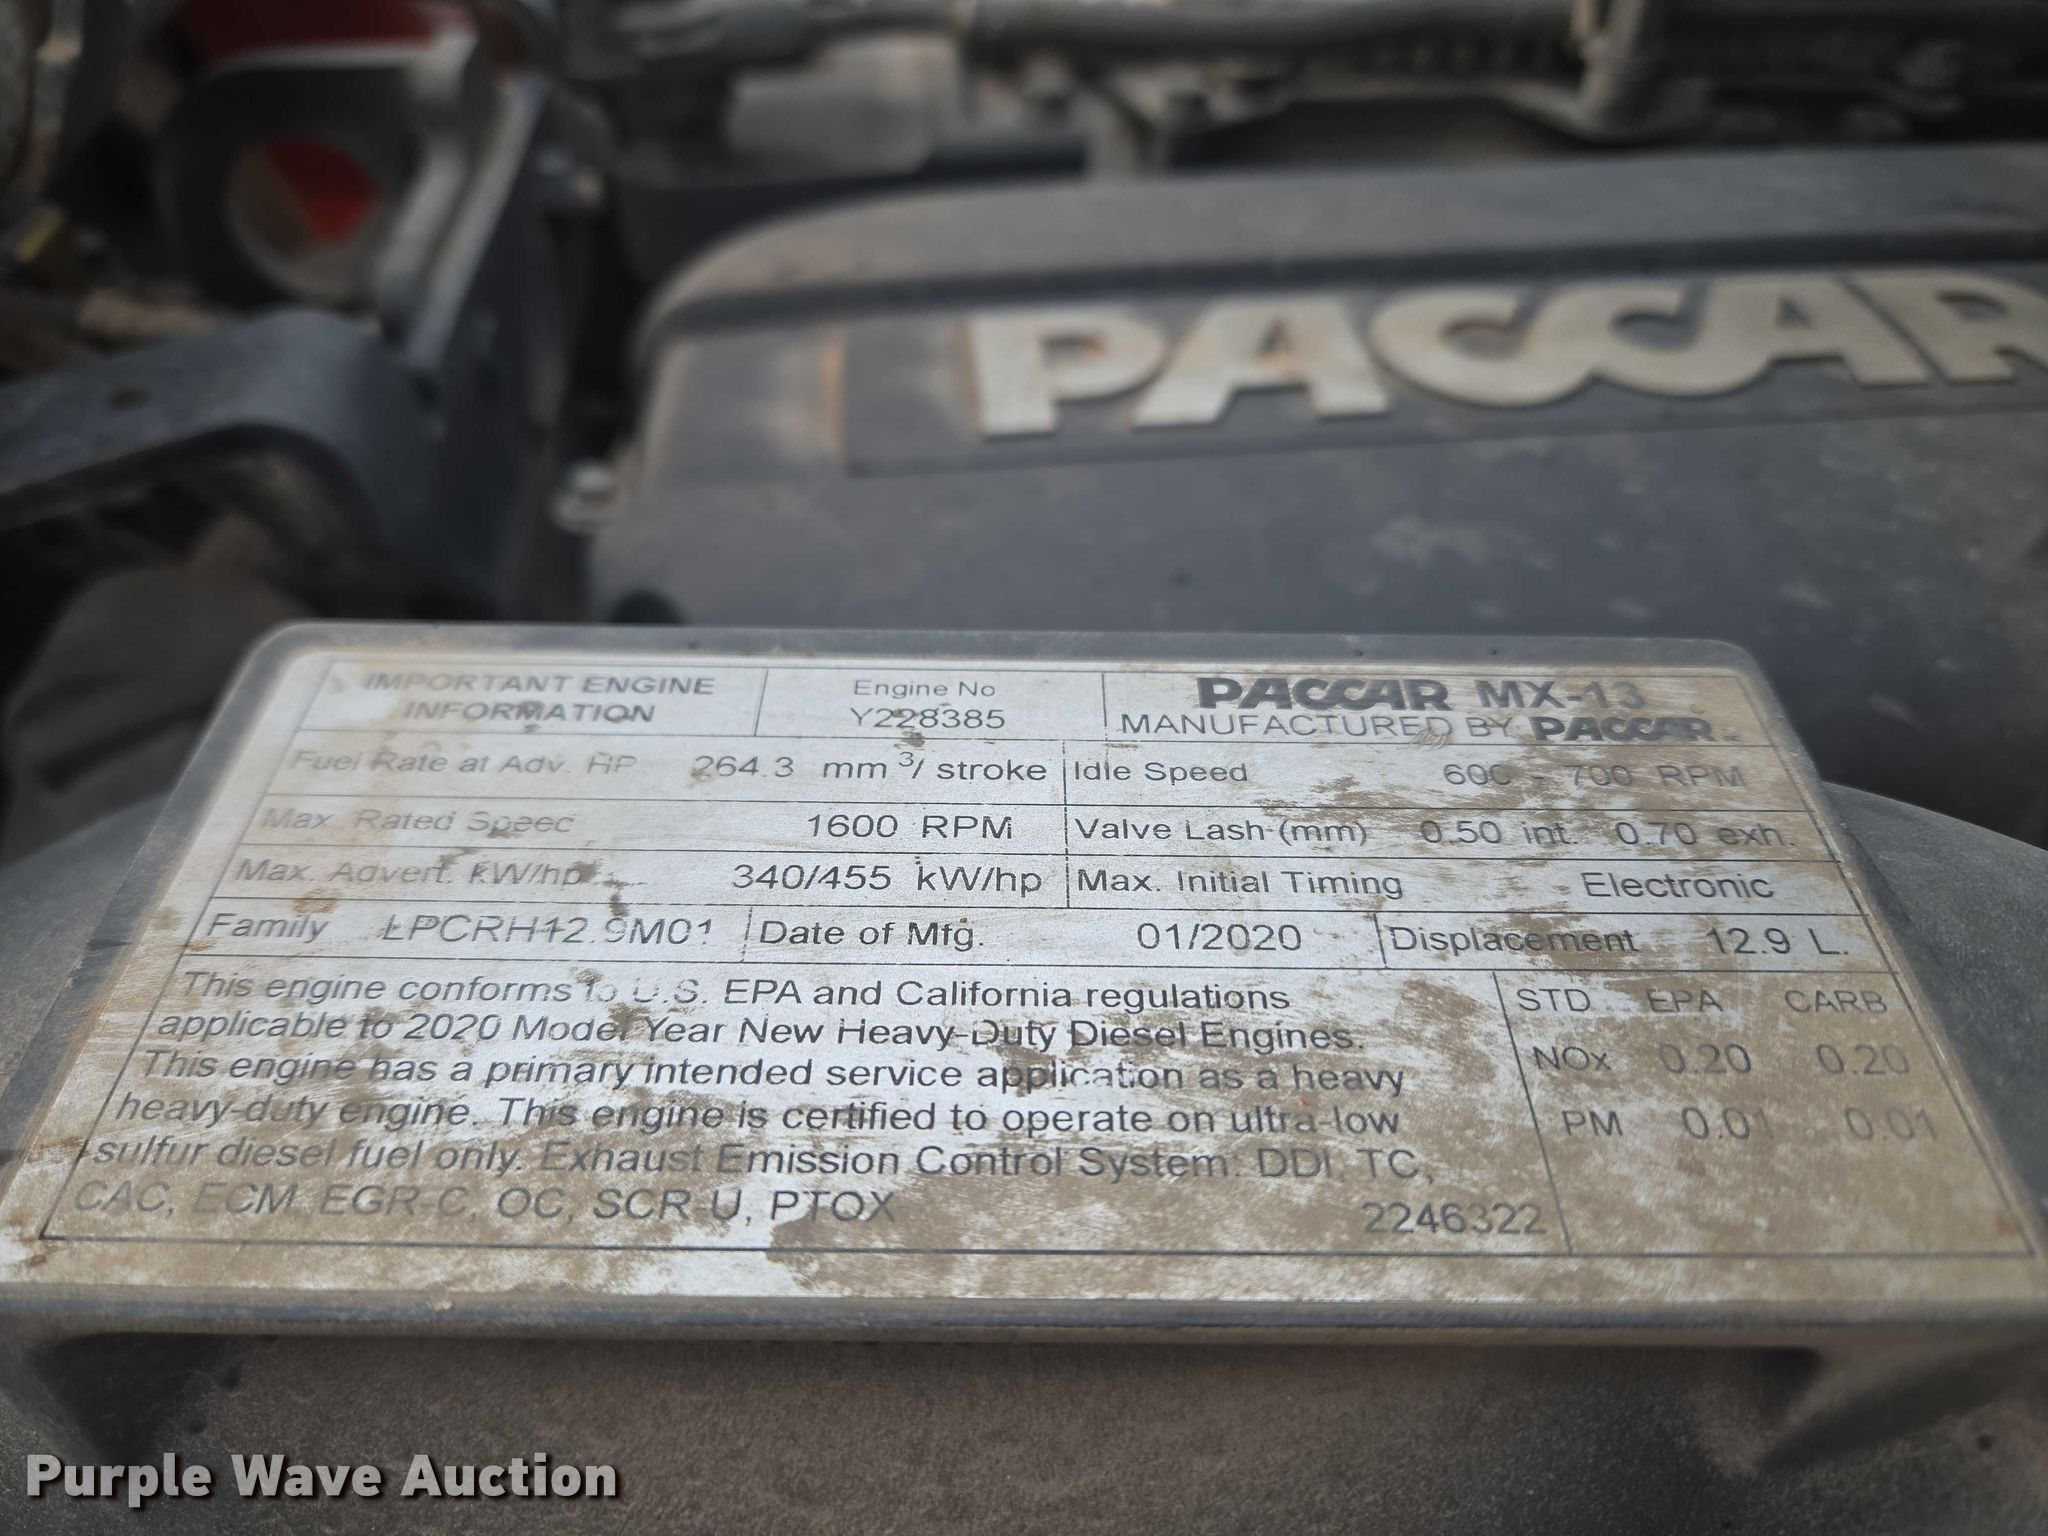 PACCAR
IMPORTANT ENGINE
INFORMATION
Engine No
Y228385
PACCAR MX-13
MANUFACTURED BY PACCAR
Fuel Rate at Adv. HP 264.3 mm3/ stroke
Idle Speed 600 - 700 RPM
Max. Rated Speed 1600 RPM
Valve Lash (mm) 0.50 int. 0.70 exh.
Max. Advert. kW/hp 340/455 kW/hp
Max. Initial Timing Electronic
Family LPCRH12.9M01
Date of Mfg. 01/2020
Displacement 12.9 L.
This engine conforms to U.S. EPA and California regulations
applicable to 2020 Model Year New Heavy-Duty Diesel Engines.
This engine has a primary intended service application as a heavy
heavy-duty engine. This engine is certified to operate on ultra-low
sulfur diesel fuel only. Exhaust Emission Control System: DDI, TC,
CAC, ECM, EGR-C, OC, SCR-U, PTOX
2246322
STD EPA CARB
NOx 0.20 0.20
PM 0.01 0.01
Purple Wave Auction